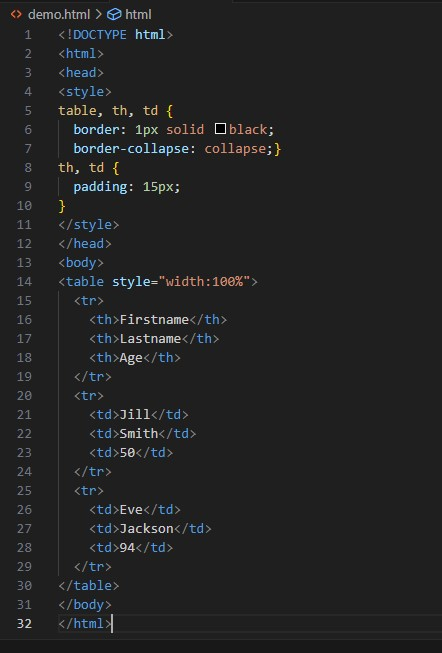 demo.html > html
1 <!DOCTYPE html>
2 <html>
3 <head>
4 <style>
5 table, th, td {
6   border: 1px solid black;
7   border-collapse: collapse;}
8 th, td {
9   padding: 15px;
10 }
11 </style>
12 </head>
13 <body>
14 <table style="width:100%">
15   <tr>
16     <th>Firstname</th>
17     <th>Lastname</th>
18     <th>Age</th>
19   </tr>
20   <tr>
21     <td>Jill</td>
22     <td>Smith</td>
23     <td>50</td>
24   </tr>
25   <tr>
26     <td>Eve</td>
27     <td>Jackson</td>
28     <td>94</td>
29   </tr>
30 </table>
31 </body>
32 </html>